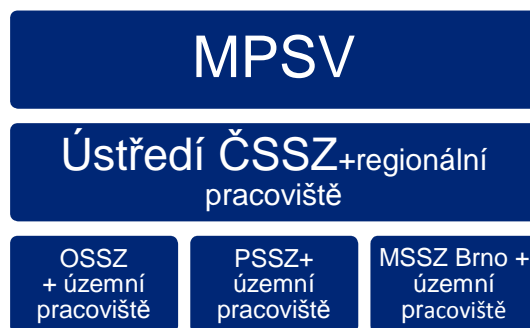 MPSV
Ústředí ČSSZ+regionální
pracoviště
OSSZ
+ územní
pracoviště
PSSZ+
územní
pracoviště
MSSZ Brno +
územní
pracoviště